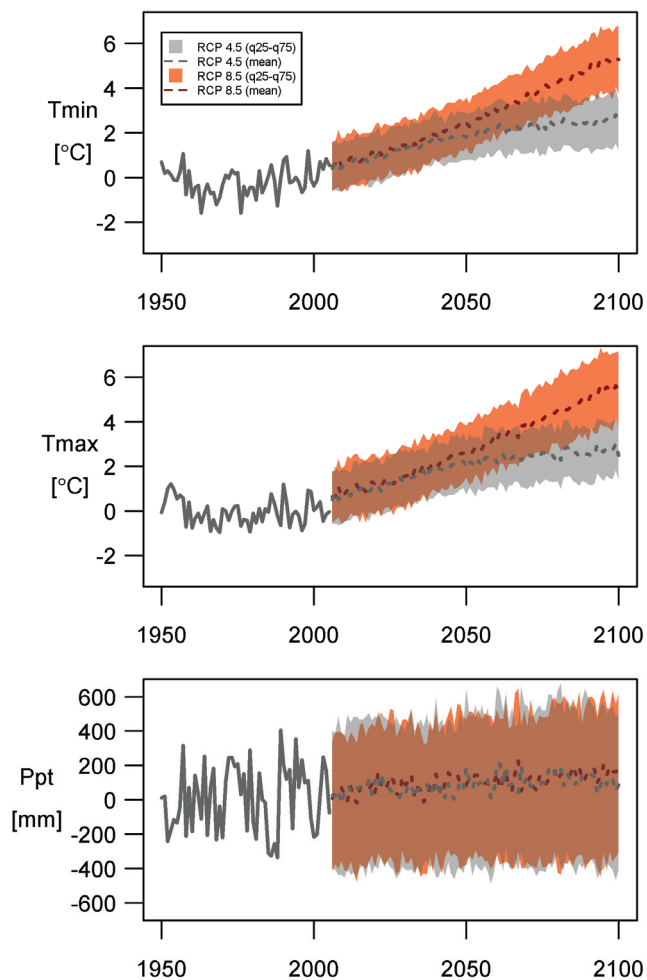 RCP 4.5 (q25-q75)
RCP 4.5 (mean)
RCP 8.5 (q25-q75)
RCP 8.5 (mean)
Tmin
[°C]
6
4
2
0
-2
1950 2000 2050 2100
Tmax
[°C]
6
4
2
0
-2
1950 2000 2050 2100
Ppt
[mm]
600
400
200
0
-200
-400
-600
1950 2000 2050 2100